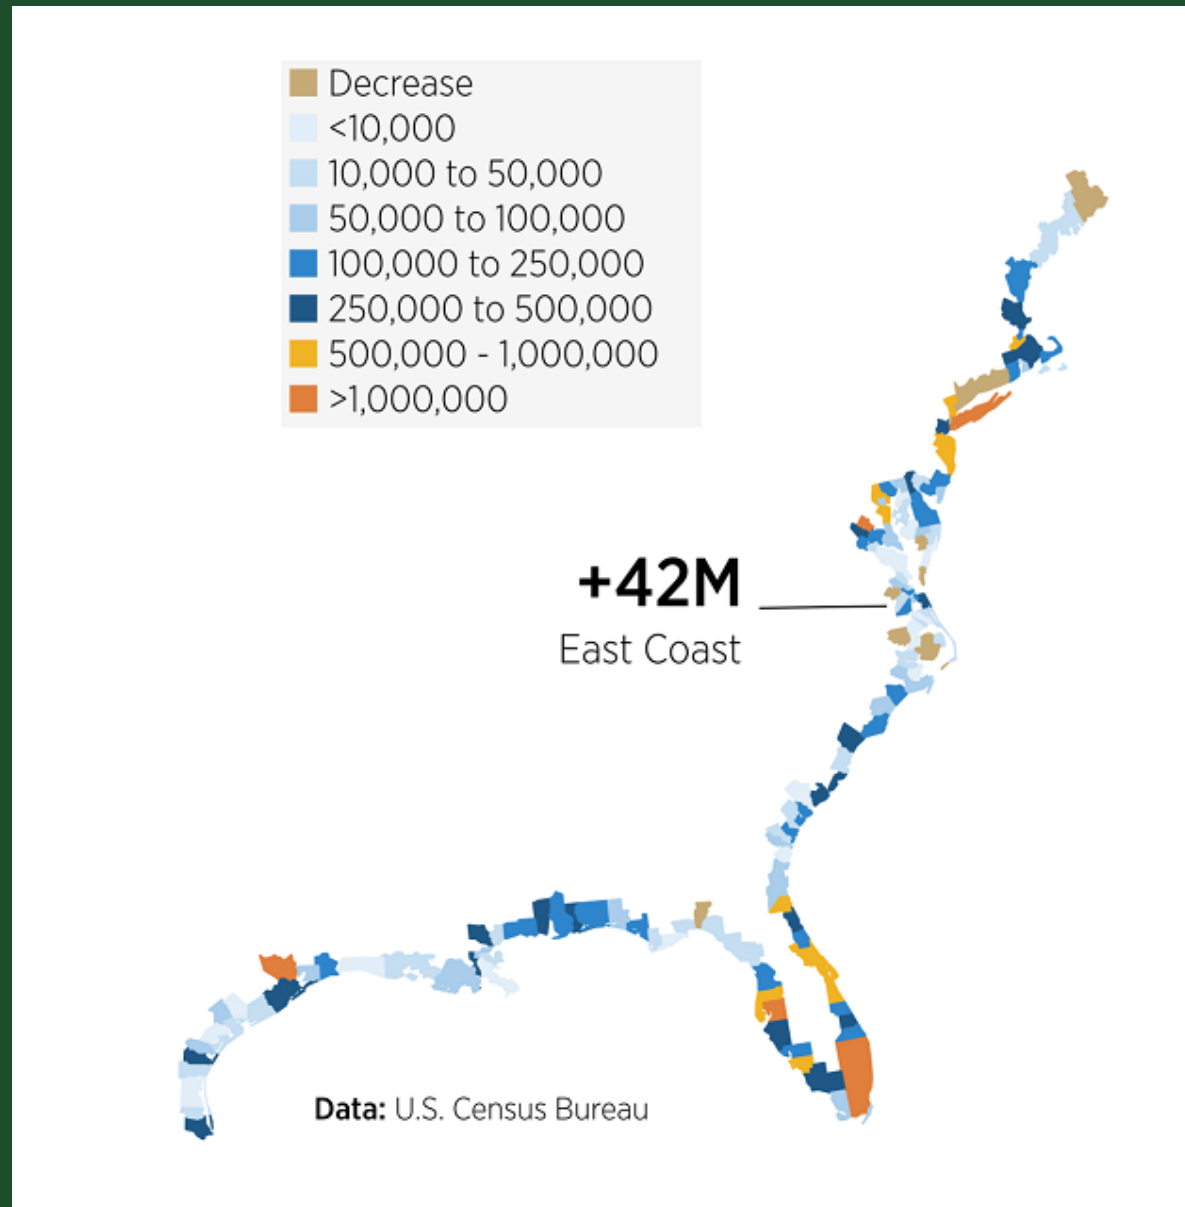 Decrease
<10,000
10,000 to 50,000
50,000 to 100,000
100,000 to 250,000
250,000 to 500,000
500,000 - 1,000,000
>1,000,000
+42M
East Coast
Data: U.S. Census Bureau